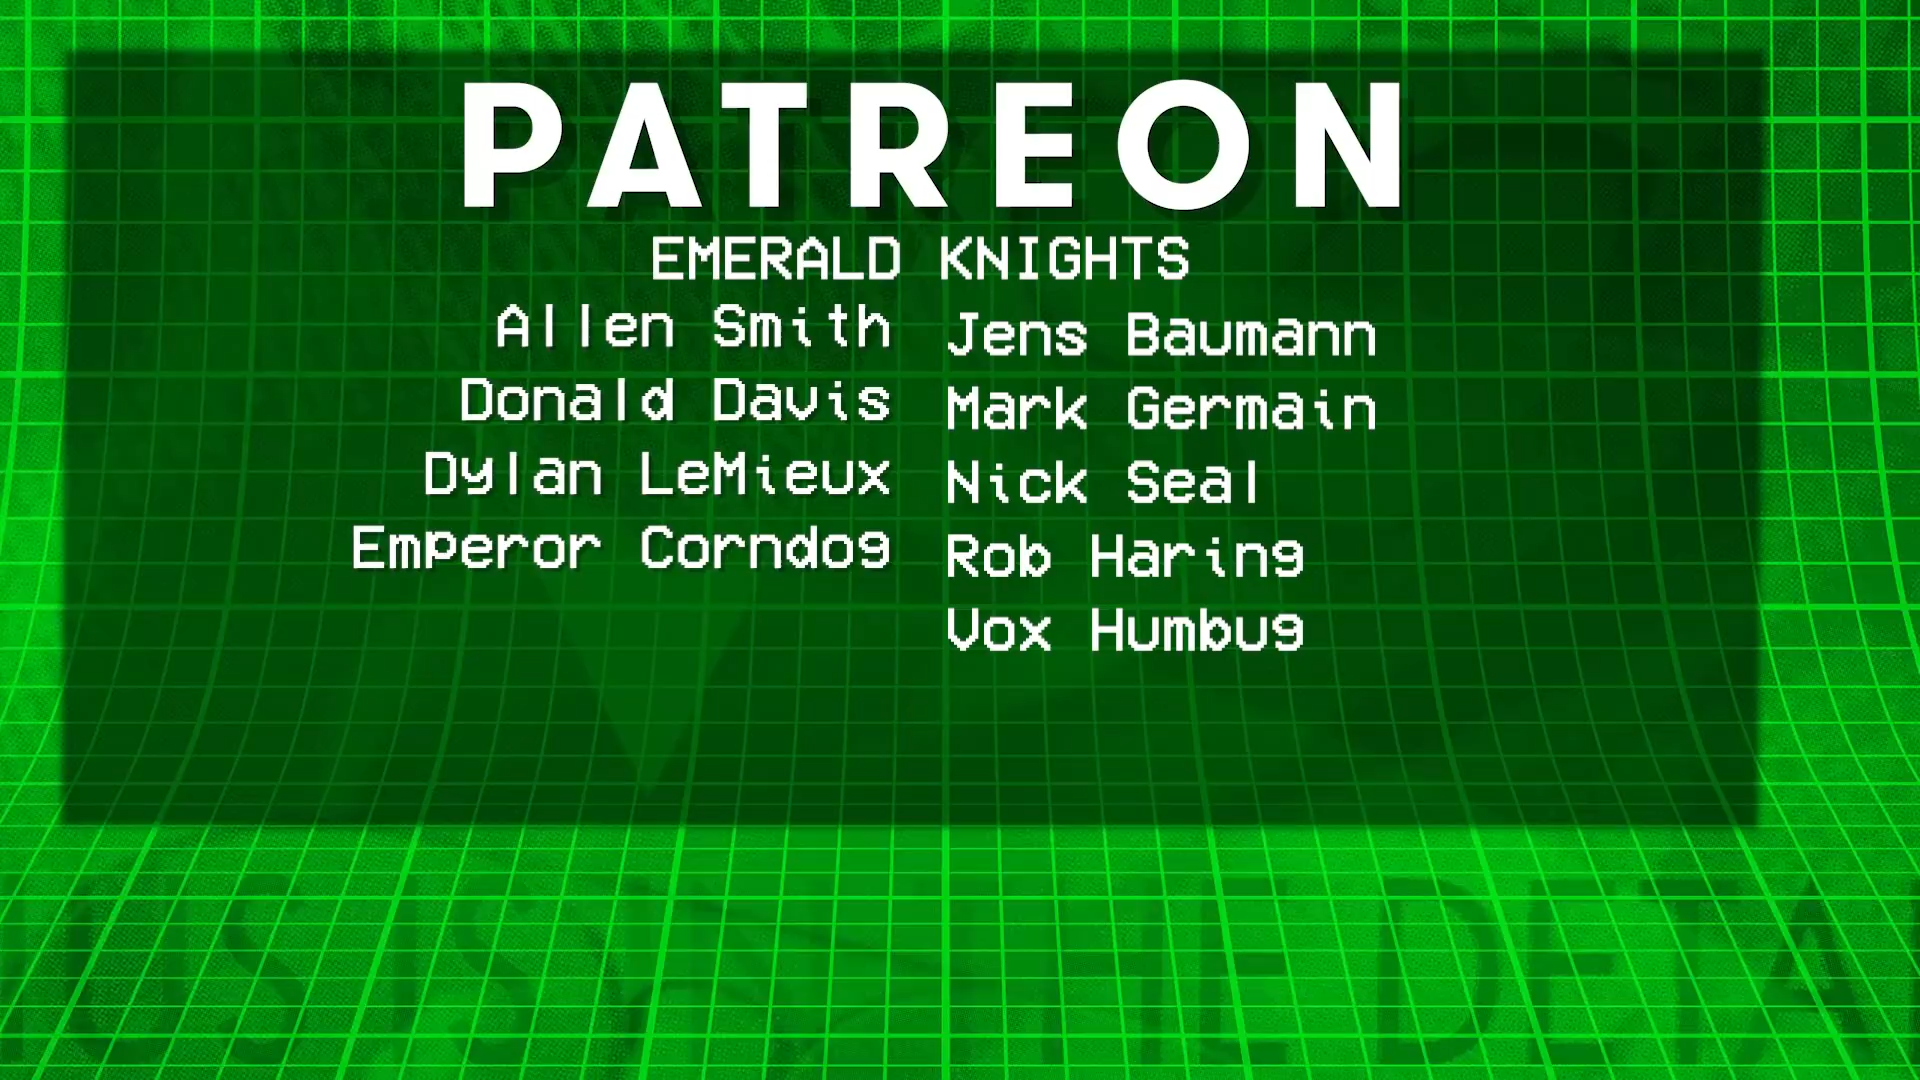 PATREON
EMERALD KNIGHTS
Allen Smith
Donald Davis
Dylan LeMieux
Emperor Corndog
Jens Baumann
Mark Germain
Nick Seal
Rob Haring
Vox Humbug
IS